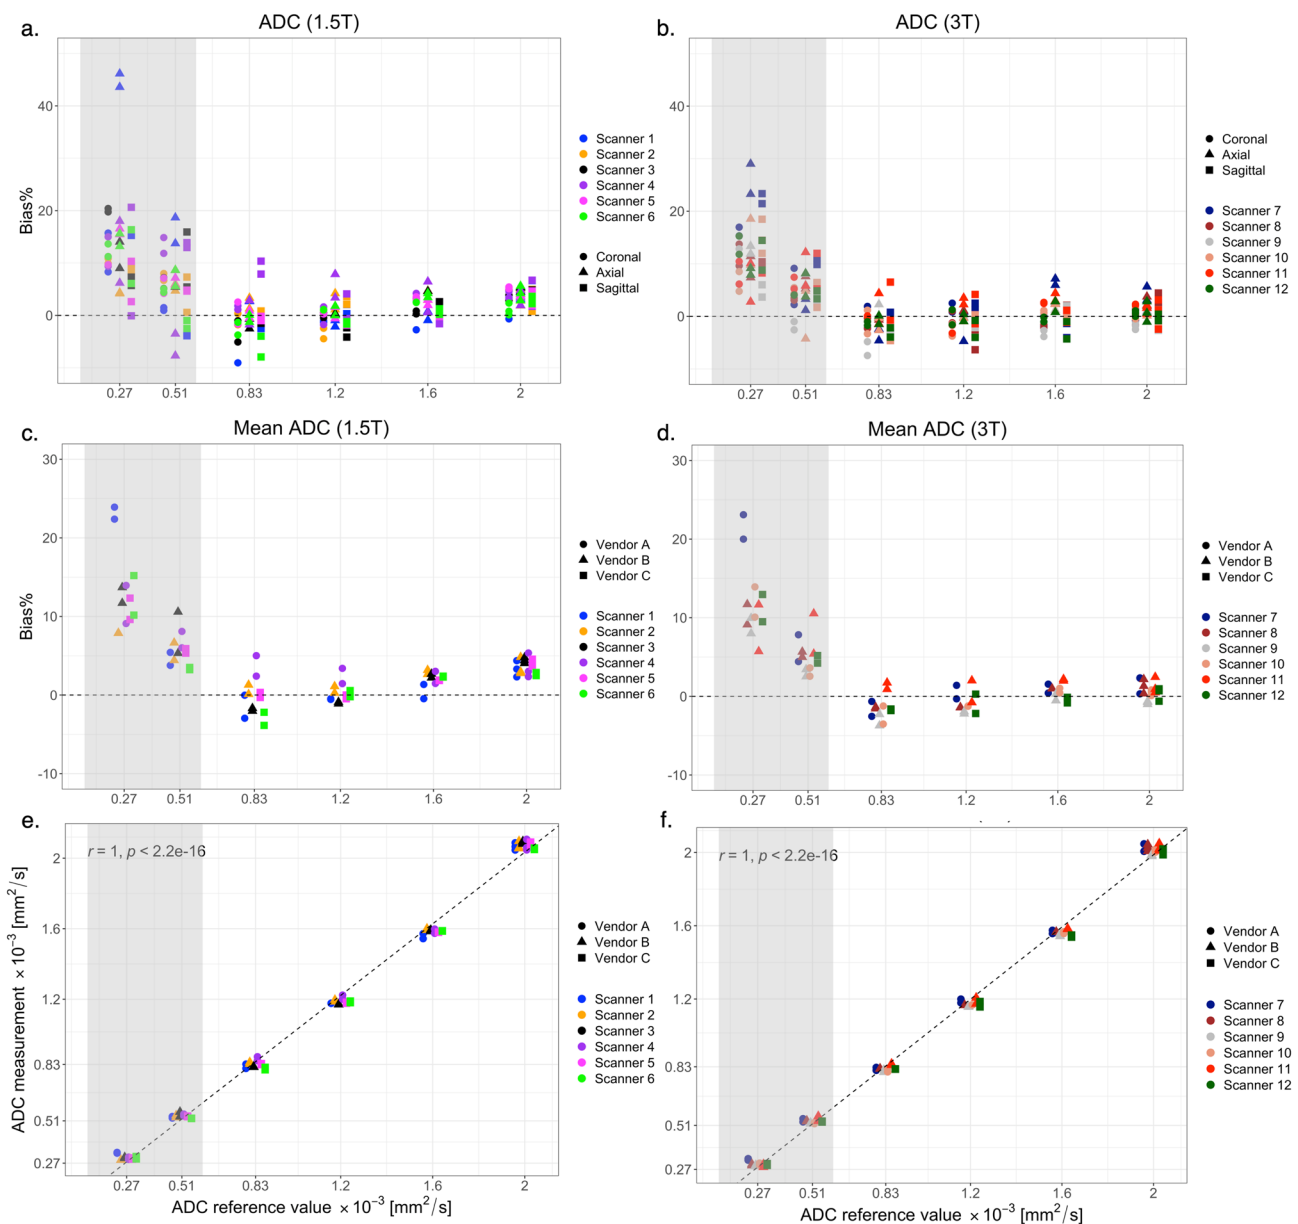 a.
ADC (1.5T)
Bias%
40
20
0
0.27 0.51 0.83 1.2 1.6 2
Scanner 1
Scanner 2
Scanner 3
Scanner 4
Scanner 5
Scanner 6
Coronal
Axial
Sagittal
b.
ADC (3T)
40
20
0
0.27 0.51 0.83 1.2 1.6 2
Coronal
Axial
Sagittal
Scanner 7
Scanner 8
Scanner 9
Scanner 10
Scanner 11
Scanner 12
c.
Mean ADC (1.5T)
Bias%
30
20
10
0
-10
0.27 0.51 0.83 1.2 1.6 2
Vendor A
Vendor B
Vendor C
Scanner 1
Scanner 2
Scanner 3
Scanner 4
Scanner 5
Scanner 6
d.
Mean ADC (3T)
30
20
10
0
-10
0.27 0.51 0.83 1.2 1.6 2
Vendor A
Vendor B
Vendor C
Scanner 7
Scanner 8
Scanner 9
Scanner 10
Scanner 11
Scanner 12
e.
r = 1, p < 2.2e-16
ADC measurement × 10⁻³ [mm²/s]
2
1.6
1.2
0.83
0.51
0.27
0.27 0.51 0.83 1.2 1.6 2
ADC reference value × 10⁻³ [mm²/s]
Vendor A
Vendor B
Vendor C
Scanner 1
Scanner 2
Scanner 3
Scanner 4
Scanner 5
Scanner 6
f.
r = 1, p < 2.2e-16
2
1.6
1.2
0.83
0.51
0.27
0.27 0.51 0.83 1.2 1.6 2
ADC reference value × 10⁻³ [mm²/s]
Vendor A
Vendor B
Vendor C
Scanner 7
Scanner 8
Scanner 9
Scanner 10
Scanner 11
Scanner 12